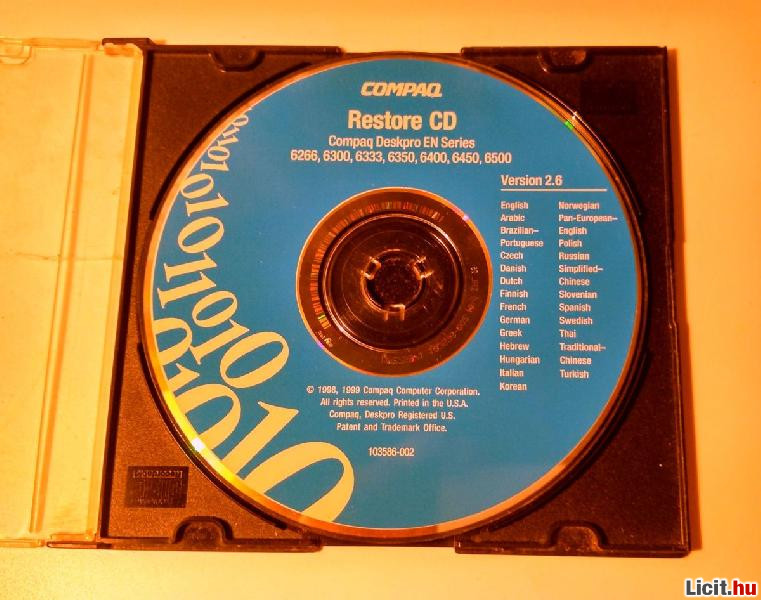 COMPAQ
Restore CD
Compaq Deskpro EN Series
6266, 6300, 6333, 6350, 6400, 6450, 6500
Version 2.6
English
Arabic
Brazilian–
Portuguese
Czech
Danish
Dutch
Finnish
French
German
Greek
Hebrew
Hungarian
Italian
Korean
Norwegian
Pan-European–
English
Polish
Russian
Simplified–
Chinese
Slovenian
Spanish
Swedish
Thai
Traditional–
Chinese
Turkish
© 1998, 1999 Compaq Computer Corporation.
All rights reserved. Printed in the U.S.A.
Compaq, Deskpro Registered U.S.
Patent and Trademark Office.
103586-002
Licit.hu